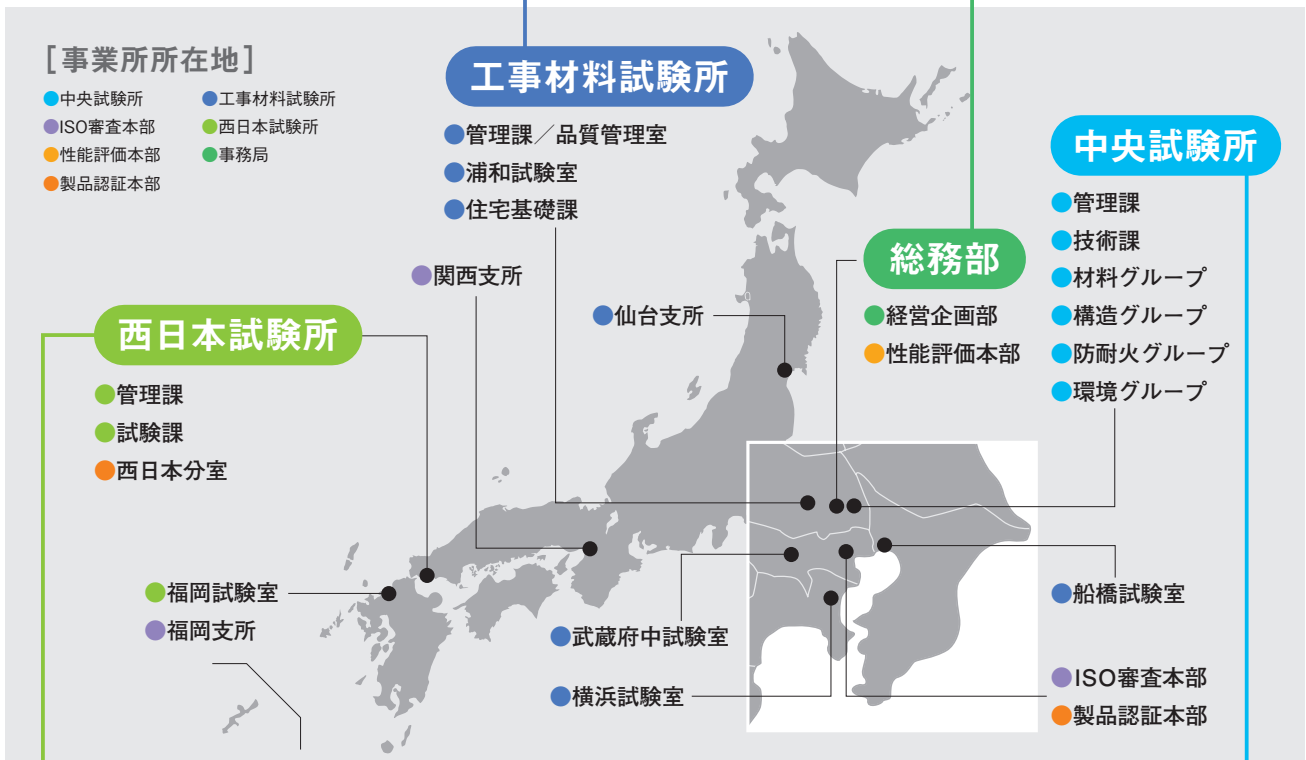 [事業所所在地]
●中央試験所 ●工事材料試験所
●ISO審査本部 ●西日本試験所
●性能評価本部 ●事務局
●製品認証本部
工事材料試験所
●管理課／品質管理室
●浦和試験室
●住宅基礎課
中央試験所
●管理課
●技術課
●材料グループ
●構造グループ
●防耐火グループ
●環境グループ
総務部
●経営企画部
●性能評価本部
●関西支所
●仙台支所
西日本試験所
●管理課
●試験課
●西日本分室
●福岡試験室
●福岡支所
●武蔵府中試験室
●横浜試験室
●船橋試験室
●ISO審査本部
●製品認証本部